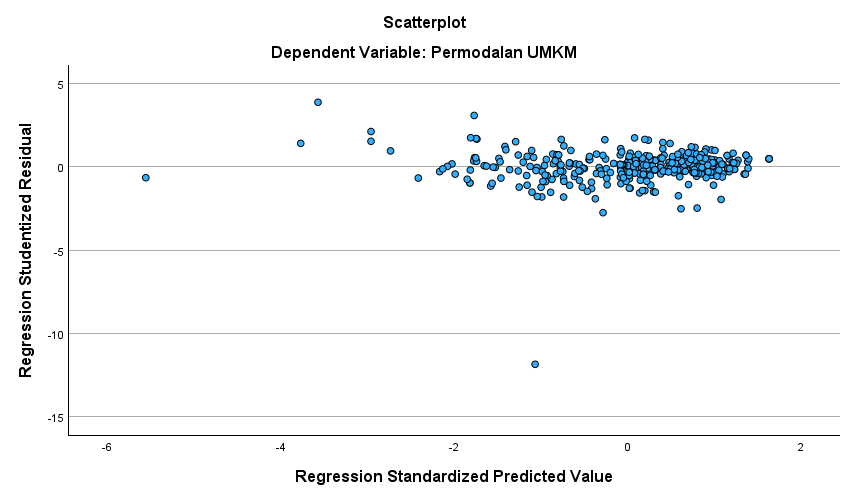 Scatterplot
Dependent Variable: Permodalan UMKM
Regression Studentized Residual
5
0
-5
-10
-15
-6
-4
-2
0
2
Regression Standardized Predicted Value